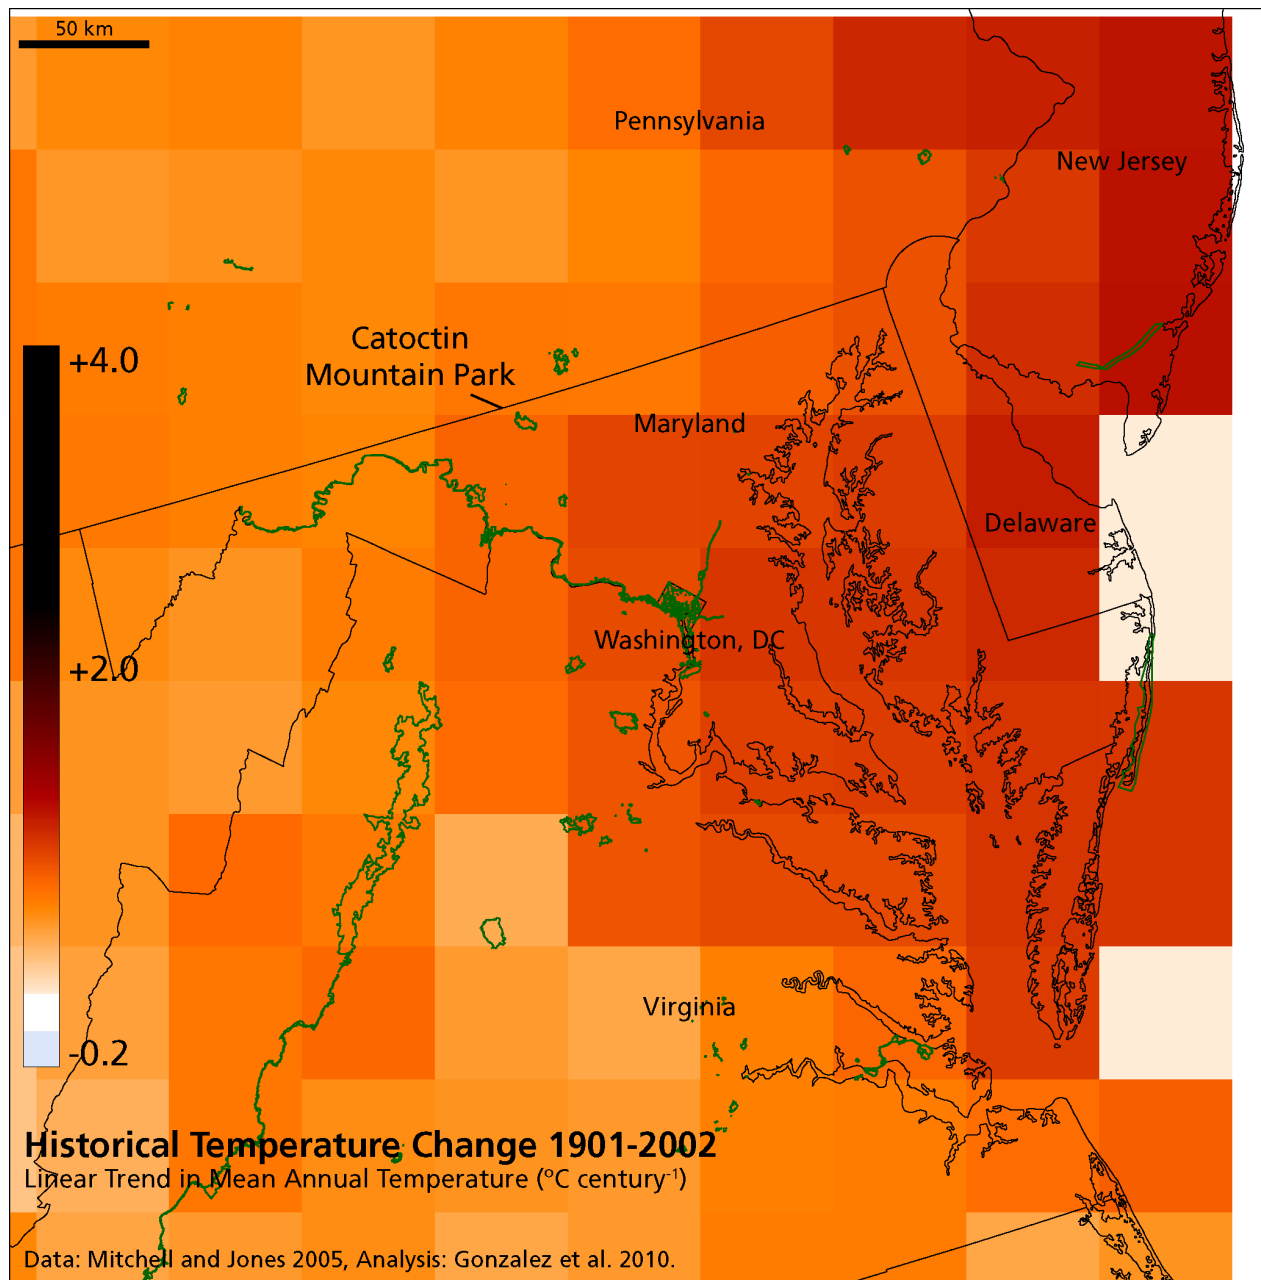 50 km
Pennsylvania
New Jersey
Catoctin
Mountain Park
+4.0
Maryland
Delaware
Washington, DC
+2.0
Virginia
-0.2
Historical Temperature Change 1901-2002
Linear Trend in Mean Annual Temperature (ºC century⁻¹)
Data: Mitchell and Jones 2005, Analysis: Gonzalez et al. 2010.